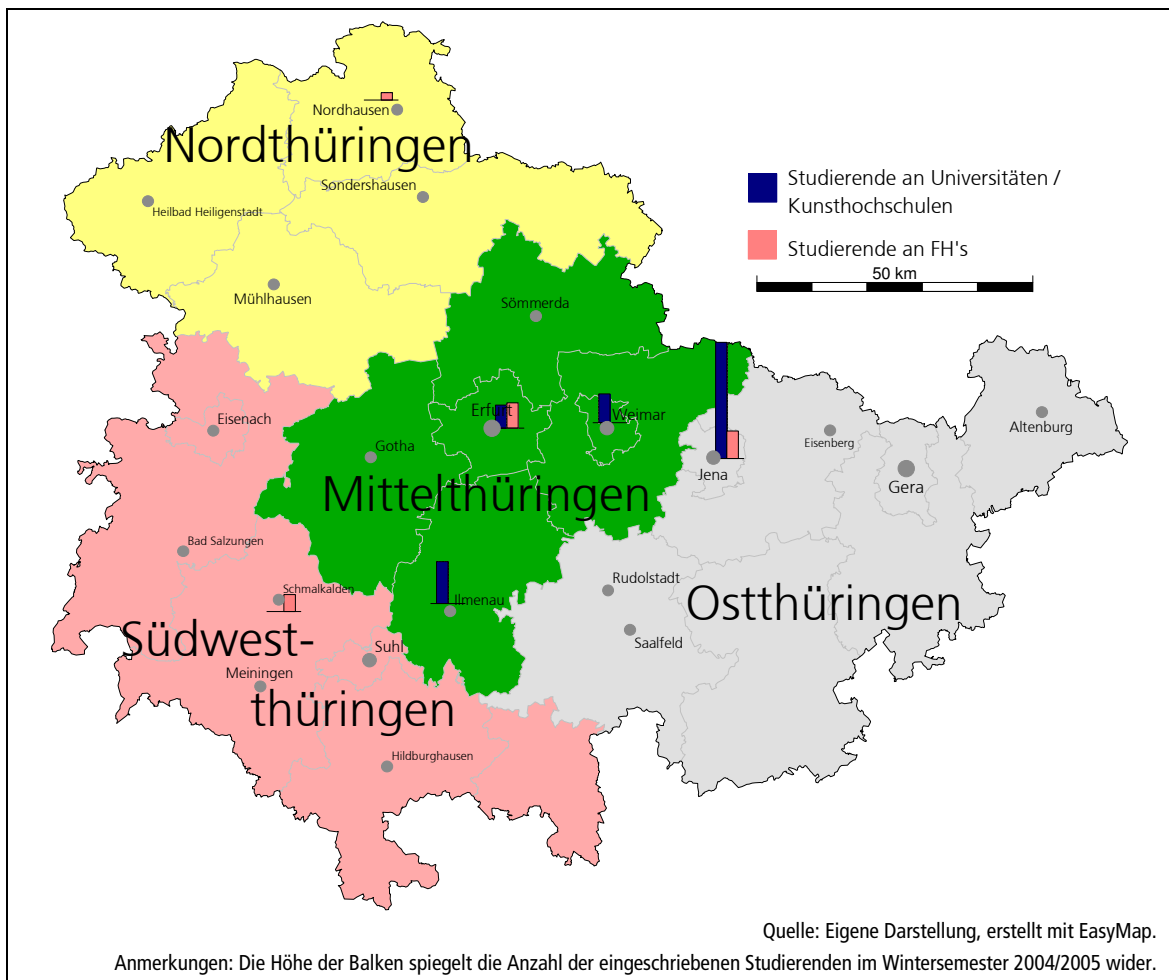 Nordhausen
Nordthüringen
Sondershausen
Heilbad Heiligenstadt
Mühlhausen
Studierende an Universitäten /
Kunsthochschulen
Studierende an FH's
50 km
Sömmerda
Eisenach
Erfurt
Weimar
Gotha
Jena
Eisenberg
Altenburg
Gera
Mittelthüringen
Bad Salzungen
Schmalkalden
Ilmenau
Rudolstadt
Ostthüringen
Saalfeld
Südwest-
thüringen
Suhl
Meiningen
Hildburghausen
Quelle: Eigene Darstellung, erstellt mit EasyMap.
Anmerkungen: Die Höhe der Balken spiegelt die Anzahl der eingeschriebenen Studierenden im Wintersemester 2004/2005 wider.